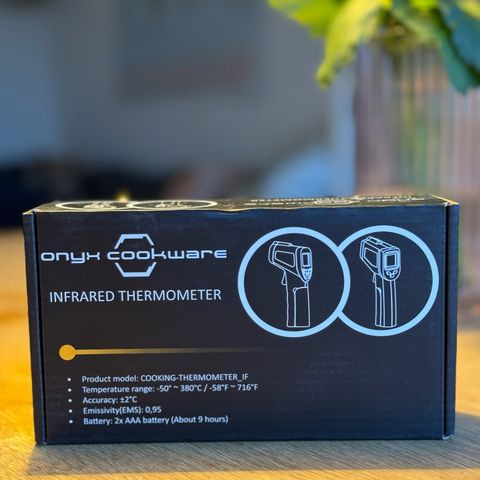 onyx cookware
INFRARED THERMOMETER
• Product model: COOKING-THERMOMETER_IF
• Temperature range: -50° ~ 380°C / -58°F ~ 716°F
• Accuracy: ±2°C
• Emissivity(EMS): 0,95
• Battery: 2x AAA battery (About 9 hours)